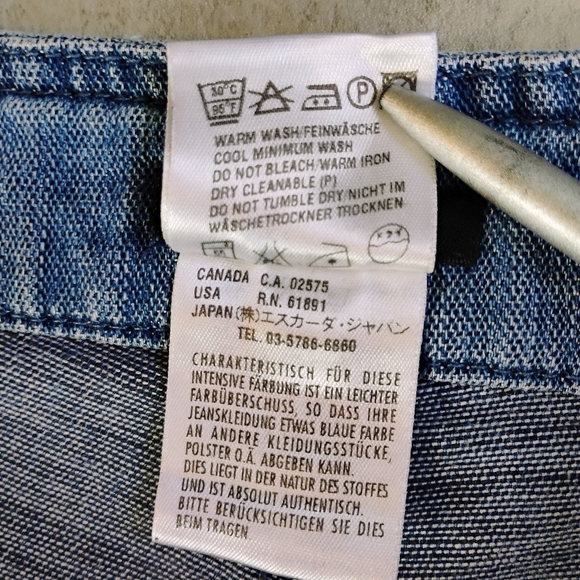 30°C
95°F
P
WARM WASH/FEINWÄSCHE
COOL MINIMUM WASH
DO NOT BLEACH/WARM IRON
DRY CLEANABLE (P)
DO NOT TUMBLE DRY/NICHT IM
WÄSCHETROCKNER TROCKNEN
ドライ
CANADA C.A. 02575
USA R.N. 61891
JAPAN (株)エスカーダ・ジャパン
TEL. 03-5786-6860
CHARAKTERISTISCH FÜR DIESE
INTENSIVE FÄRBUNG IST EIN LEICHTER
FARBÜBERSCHUSS, SO DASS IHRE
JEANSKLEIDUNG ETWAS BLAUE FARBE
AN ANDERE KLEIDUNGSSTÜCKE,
POLSTER O.Ä. ABGEBEN KANN.
DIES LIEGT IN DER NATUR DES STOFFES
UND IST ABSOLUT AUTHENTISCH.
BITTE BERÜCKSICHTIGEN SIE DIES
BEIM TRAGEN